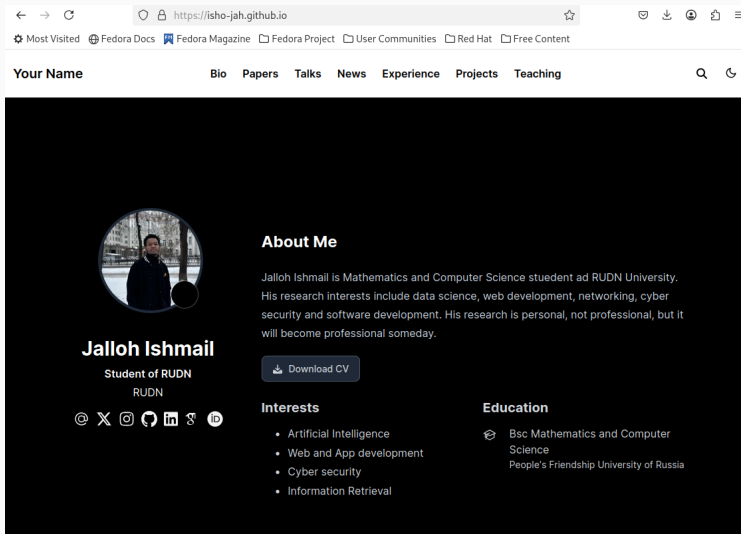 https://isho-jah.github.io
Most Visited Fedora Docs Fedora Magazine Fedora Project User Communities Red Hat Free Content
Your Name Bio Papers Talks News Experience Projects Teaching
About Me
Jalloh Ishmail is Mathematics and Computer Science stuedent ad RUDN University.
His research interests include data science, web development, networking, cyber
security and software development. His research is personal, not professional, but it
will become professional someday.
Download CV
Jalloh Ishmail
Student of RUDN
RUDN
Interests
Artificial Intelligence
Web and App development
Cyber security
Information Retrieval
Education
Bsc Mathematics and Computer
Science
People's Friendship University of Russia